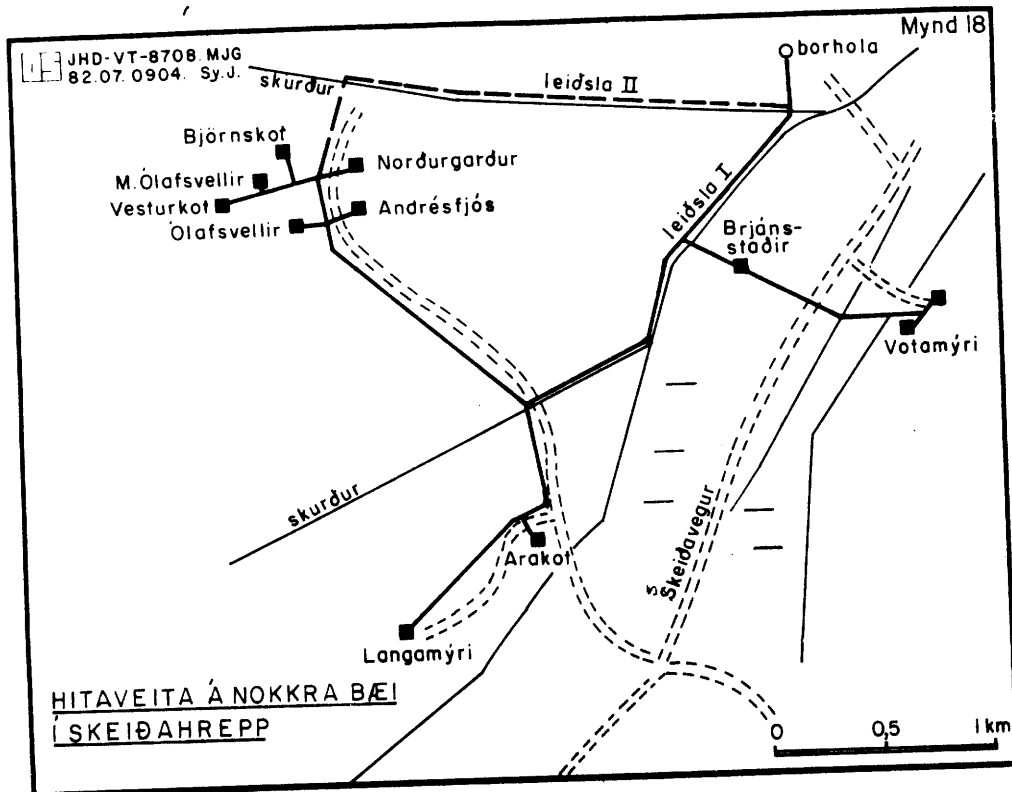 Mynd 18
JHD-VT-8708. MJG
82.07.0904. Sy.J.
borhola
skurður
leiðsla II
Björnskot
Norðurgarður
M.Ólafsvellir
Vesturkot
Andrésfjós
Ólafsvellir
leiðsla I
Brjáns-
staðir
Votamýri
skurður
Skeiðavegur
Arakot
Langamýri
HITAVEITA Á NOKKRA BÆI
Í SKEIÐAHREPP
0 0,5 1 km